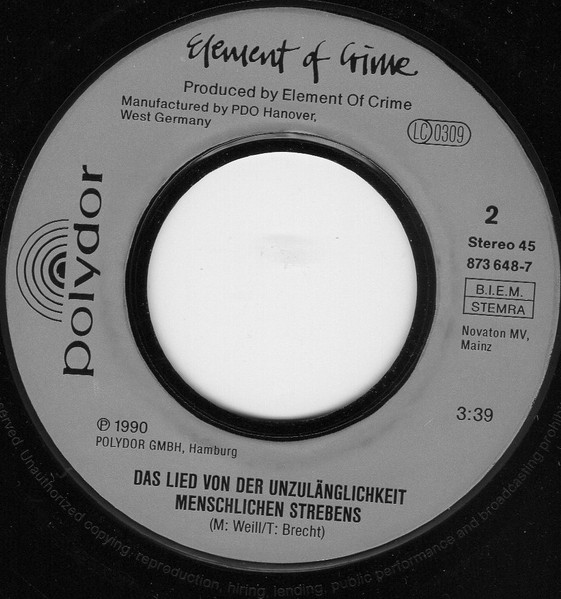 Element of Crime
Produced by Element Of Crime
Manufactured by PDO Hanover,
West Germany
LC 0309
polydor
2
Stereo 45
873 648-7
B.I.E.M.
STEMRA
Novaton MV,
Mainz
℗ 1990
POLYDOR GMBH, Hamburg
3:39
DAS LIED VON DER UNZULÄNGLICHKEIT
MENSCHLICHEN STREBENS
(M: Weill/T: Brecht)
Unauthorized copying, reproduction, hiring, lending, public performance and broadcasting